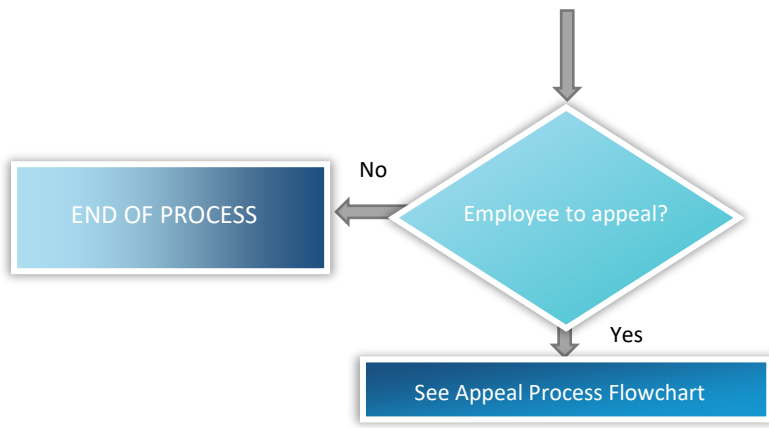 No
END OF PROCESS
Employee to appeal?
Yes
See Appeal Process Flowchart